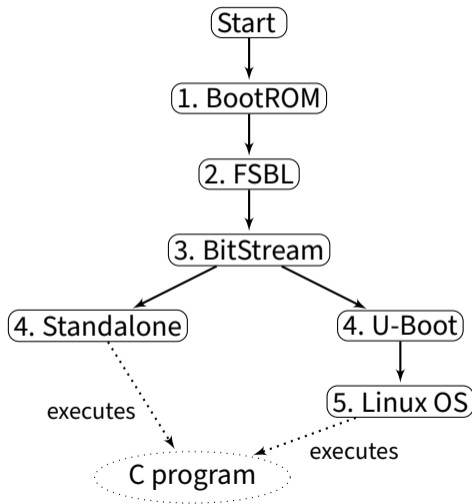 Start
1. BootROM
2. FSBL
3. BitStream
4. Standalone
4. U-Boot
5. Linux OS
executes
executes
C program